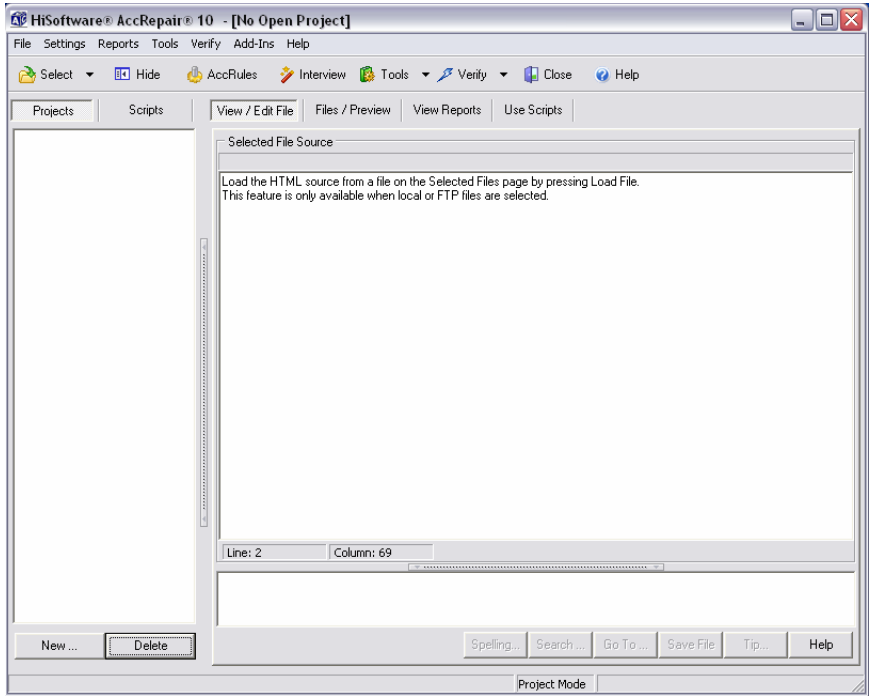 HiSoftware® AccRepair® 10 - [No Open Project]
File Settings Reports Tools Verify Add-Ins Help
Select Hide AccRules Interview Tools Verify Close Help
Projects Scripts View / Edit File Files / Preview View Reports Use Scripts
Selected File Source
Load the HTML source from a file on the Selected Files page by pressing Load File.
This feature is only available when local or FTP files are selected.
Line: 2 Column: 69
New ... Delete Spelling... Search ... Go To ... Save File Tip... Help
Project Mode